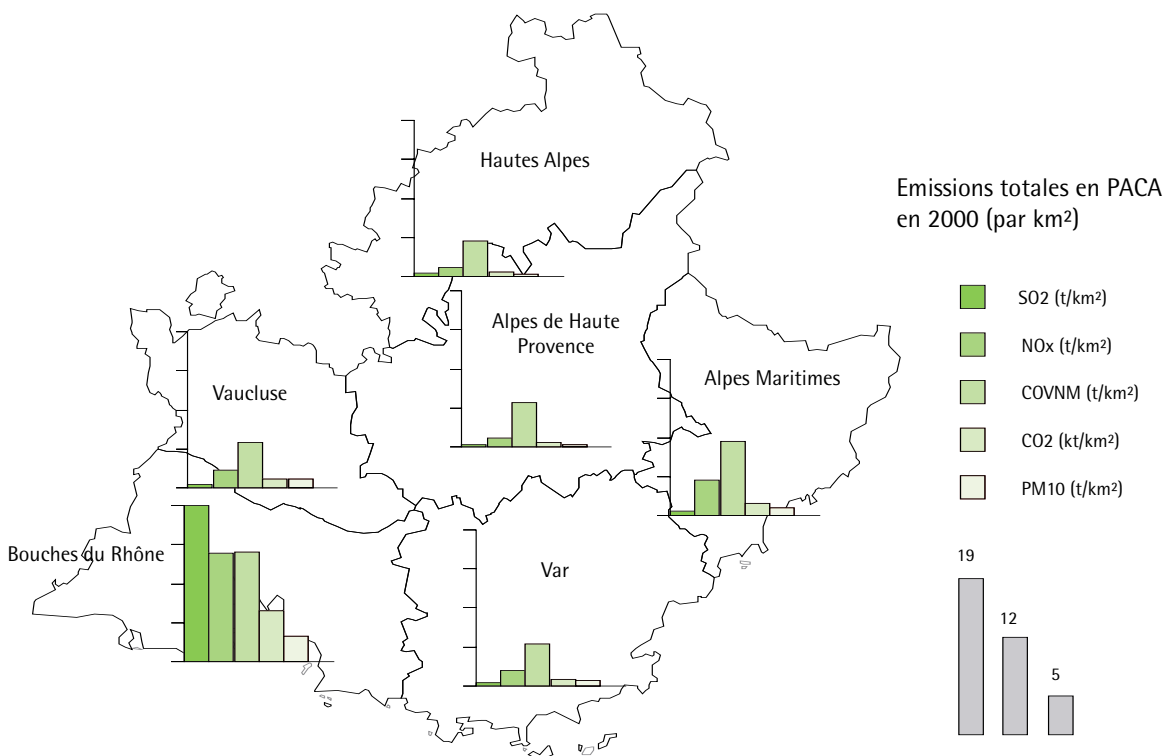 Hautes Alpes
Emissions totales en PACA
en 2000 (par km²)
SO2 (t/km²)
Alpes de Haute
Provence
NOx (t/km²)
Vaucluse
Alpes Maritimes
COVNM (t/km²)
CO2 (kt/km²)
PM10 (t/km²)
Bouches du Rhône
Var
19
12
5